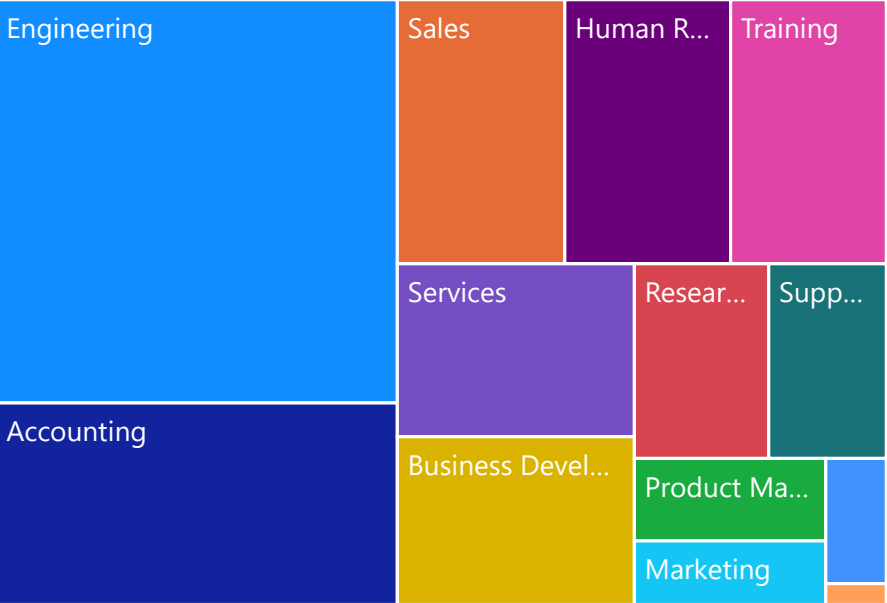 Engineering
Sales
Human R...
Training
Services
Resear...
Supp...
Accounting
Business Devel...
Product Ma...
Marketing